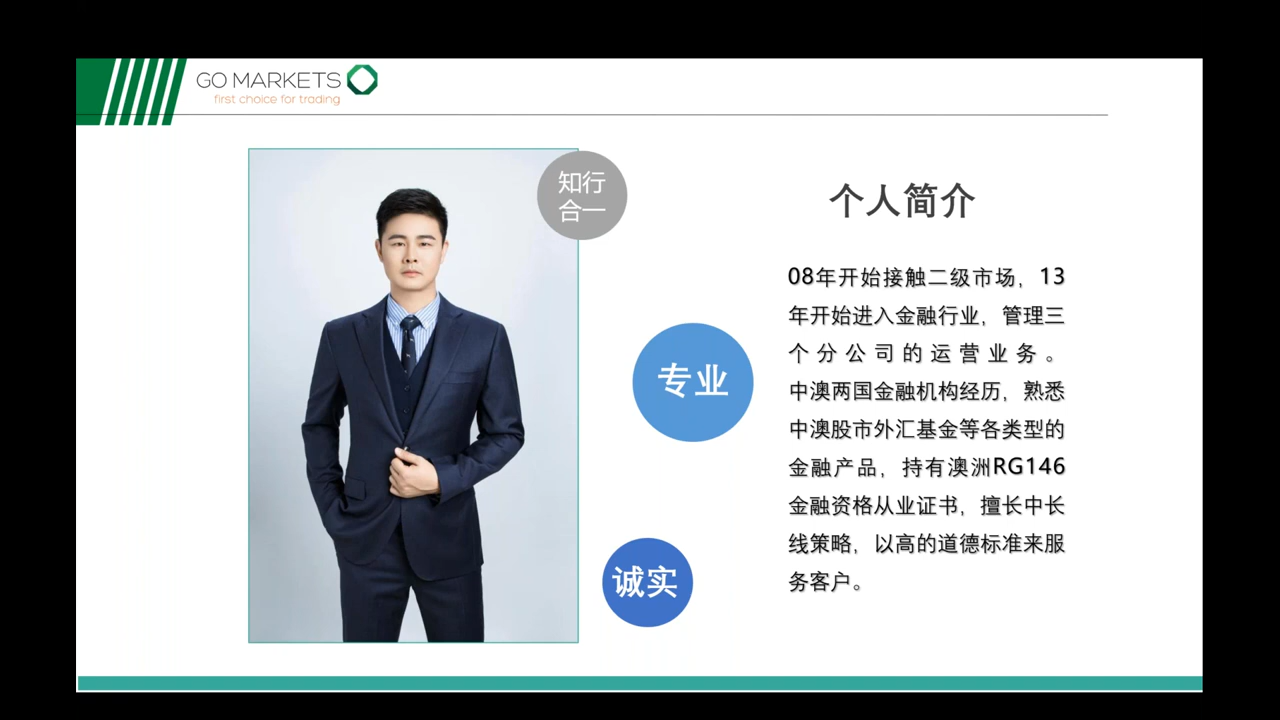 GO MARKETS
first choice for trading
知行
合一
个人简介
专业
诚实
08年开始接触二级市场，13
年开始进入金融行业，管理三
个分公司的运营业务。
中澳两国金融机构经历，熟悉
中澳股市外汇基金等各类型的
金融产品，持有澳洲RG146
金融资格从业证书，擅长中长
线策略，以高的道德标准来服
务客户。